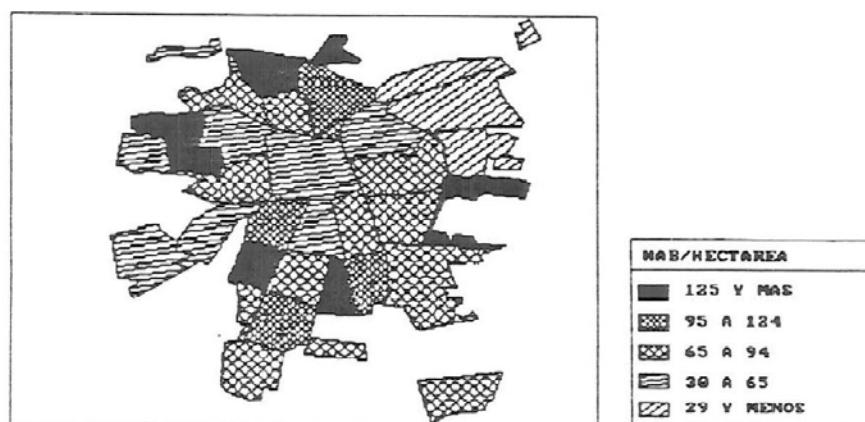 HAB/HECTAREA
125 Y MAS
95 A 124
65 A 94
30 A 65
29 Y MENOS